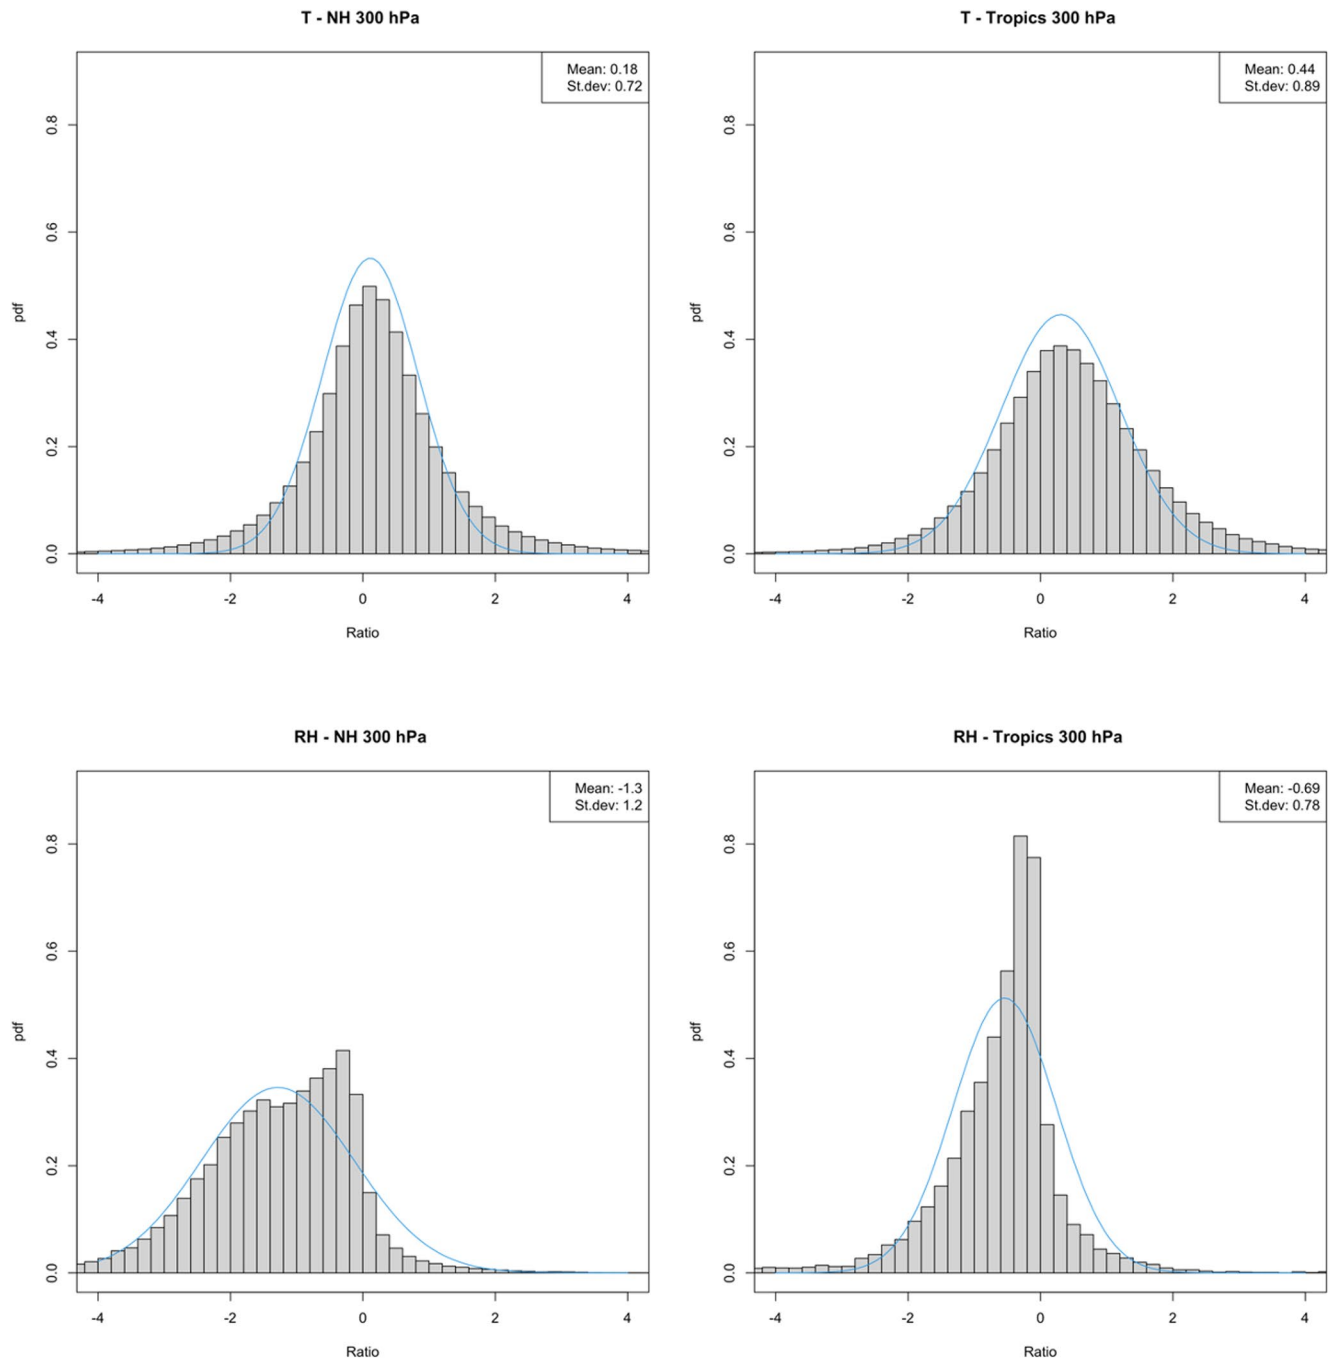 T - NH 300 hPa
Mean: 0.18
St.dev: 0.72
0.8
0.6
0.4
0.2
0.0
pdf
-4 -2 0 2 4
Ratio
T - Tropics 300 hPa
Mean: 0.44
St.dev: 0.89
0.8
0.6
0.4
0.2
0.0
pdf
-4 -2 0 2 4
Ratio
RH - NH 300 hPa
Mean: -1.3
St.dev: 1.2
0.8
0.6
0.4
0.2
0.0
pdf
-4 -2 0 2 4
Ratio
RH - Tropics 300 hPa
Mean: -0.69
St.dev: 0.78
0.8
0.6
0.4
0.2
0.0
pdf
-4 -2 0 2 4
Ratio